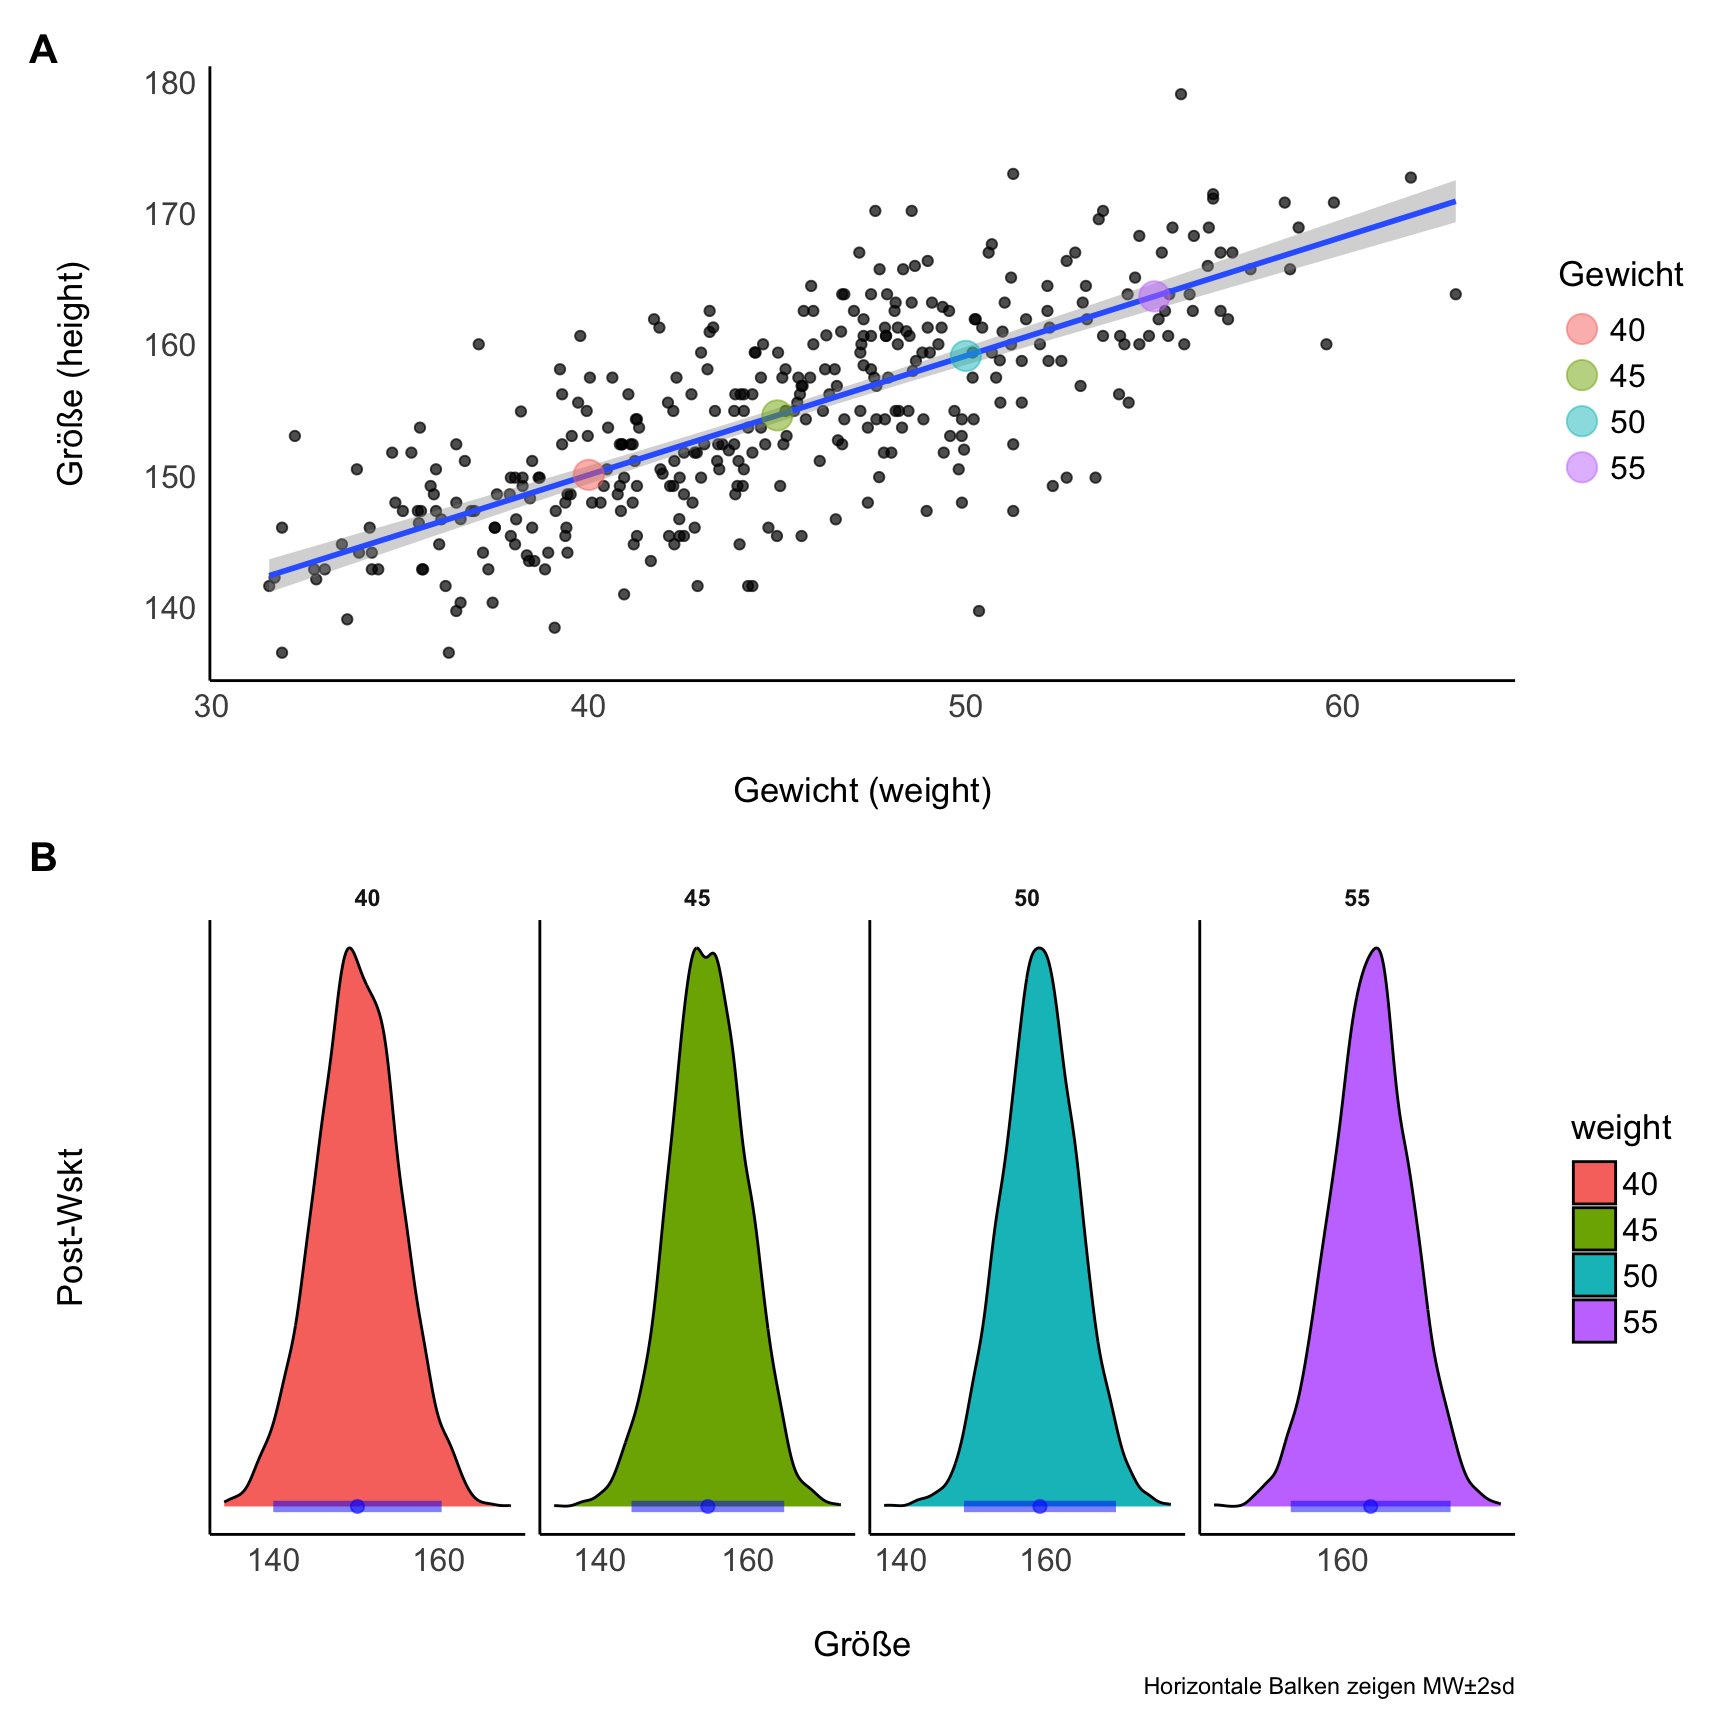 A
180
170
160
150
140
Größe (height)
30 40 50 60
Gewicht (weight)
Gewicht
40
45
50
55
B
40 45 50 55
Post-Wskt
140 160 140 160 140 160 160
Größe
weight
40
45
50
55
Horizontale Balken zeigen MW±2sd